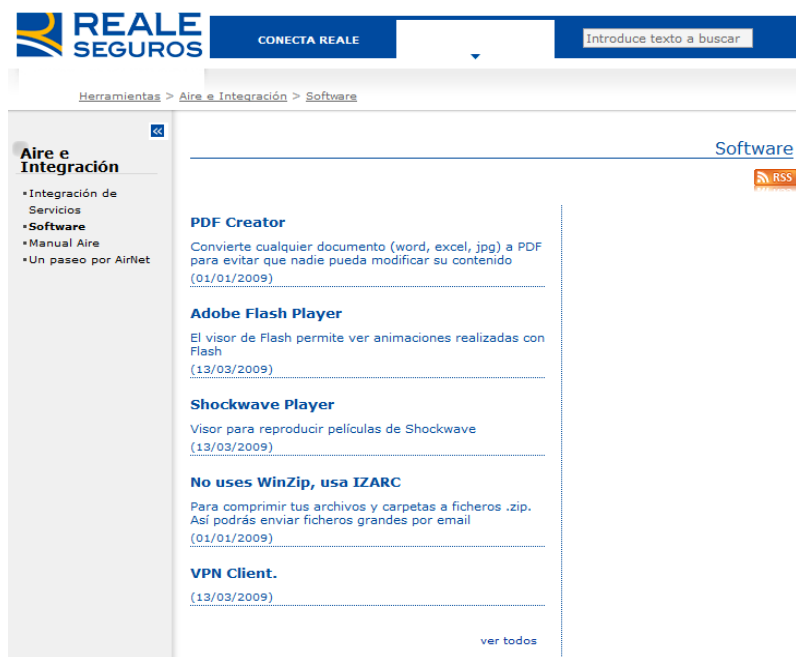 REALE
SEGUROS
CONECTA REALE
Introduce texto a buscar
Herramientas > Aire e Integración > Software
«
Aire e
Integración
Integración de
Servicios
Software
Manual Aire
Un paseo por AirNet
Software
RSS
PDF Creator
Convierte cualquier documento (word, excel, jpg) a PDF
para evitar que nadie pueda modificar su contenido
(01/01/2009)
Adobe Flash Player
El visor de Flash permite ver animaciones realizadas con
Flash
(13/03/2009)
Shockwave Player
Visor para reproducir películas de Shockwave
(13/03/2009)
No uses WinZip, usa IZARC
Para comprimir tus archivos y carpetas a ficheros .zip.
Así podrás enviar ficheros grandes por email
(01/01/2009)
VPN Client.
(13/03/2009)
ver todos